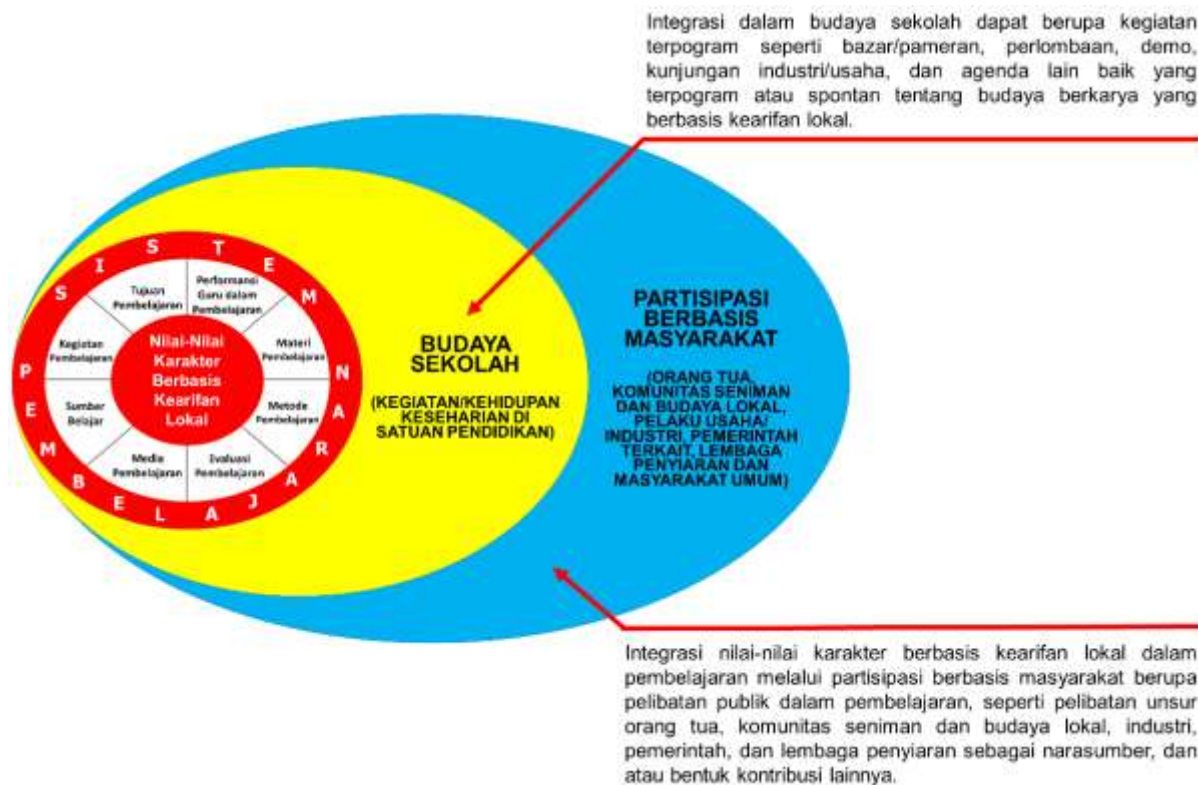 Integrasi dalam budaya sekolah dapat berupa kegiatan
terpogram seperti bazar/pameran, perlombaan, demo,
kunjungan industri/usaha, dan agenda lain baik yang
terpogram atau spontan tentang budaya berkarya yang
berbasis kearifan lokal.
SISTEM
PEMBELAJARAN
Tujuan
Pembelajaran
Performansi
Guru dalam
Pembelajaran
Kegiatan
Pembelajaran
Materi
Pembelajaran
Nilai-Nilai
Karakter
Berbasis
Kearifan
Lokal
Sumber
Belajar
Metode
Pembelajaran
Media
Pembelajaran
Evaluasi
Pembelajaran
BUDAYA
SEKOLAH
(KEGIATAN/KEHIDUPAN
KESEHARIAN DI
SATUAN PENDIDIKAN)
PARTISIPASI
BERBASIS
MASYARAKAT
(ORANG TUA,
KOMUNITAS SENIMAN
DAN BUDAYA LOKAL,
PELAKU USAHA/
INDUSTRI, PEMERINTAH
TERKAIT, LEMBAGA
PENYIARAN DAN
MASYARAKAT UMUM)
Integrasi nilai-nilai karakter berbasis kearifan lokal dalam
pembelajaran melalui partisipasi berbasis masyarakat berupa
pelibatan publik dalam pembelajaran, seperti pelibatan unsur
orang tua, komunitas seniman dan budaya lokal, industri,
pemerintah, dan lembaga penyiaran sebagai narasumber, dan
atau bentuk kontribusi lainnya.